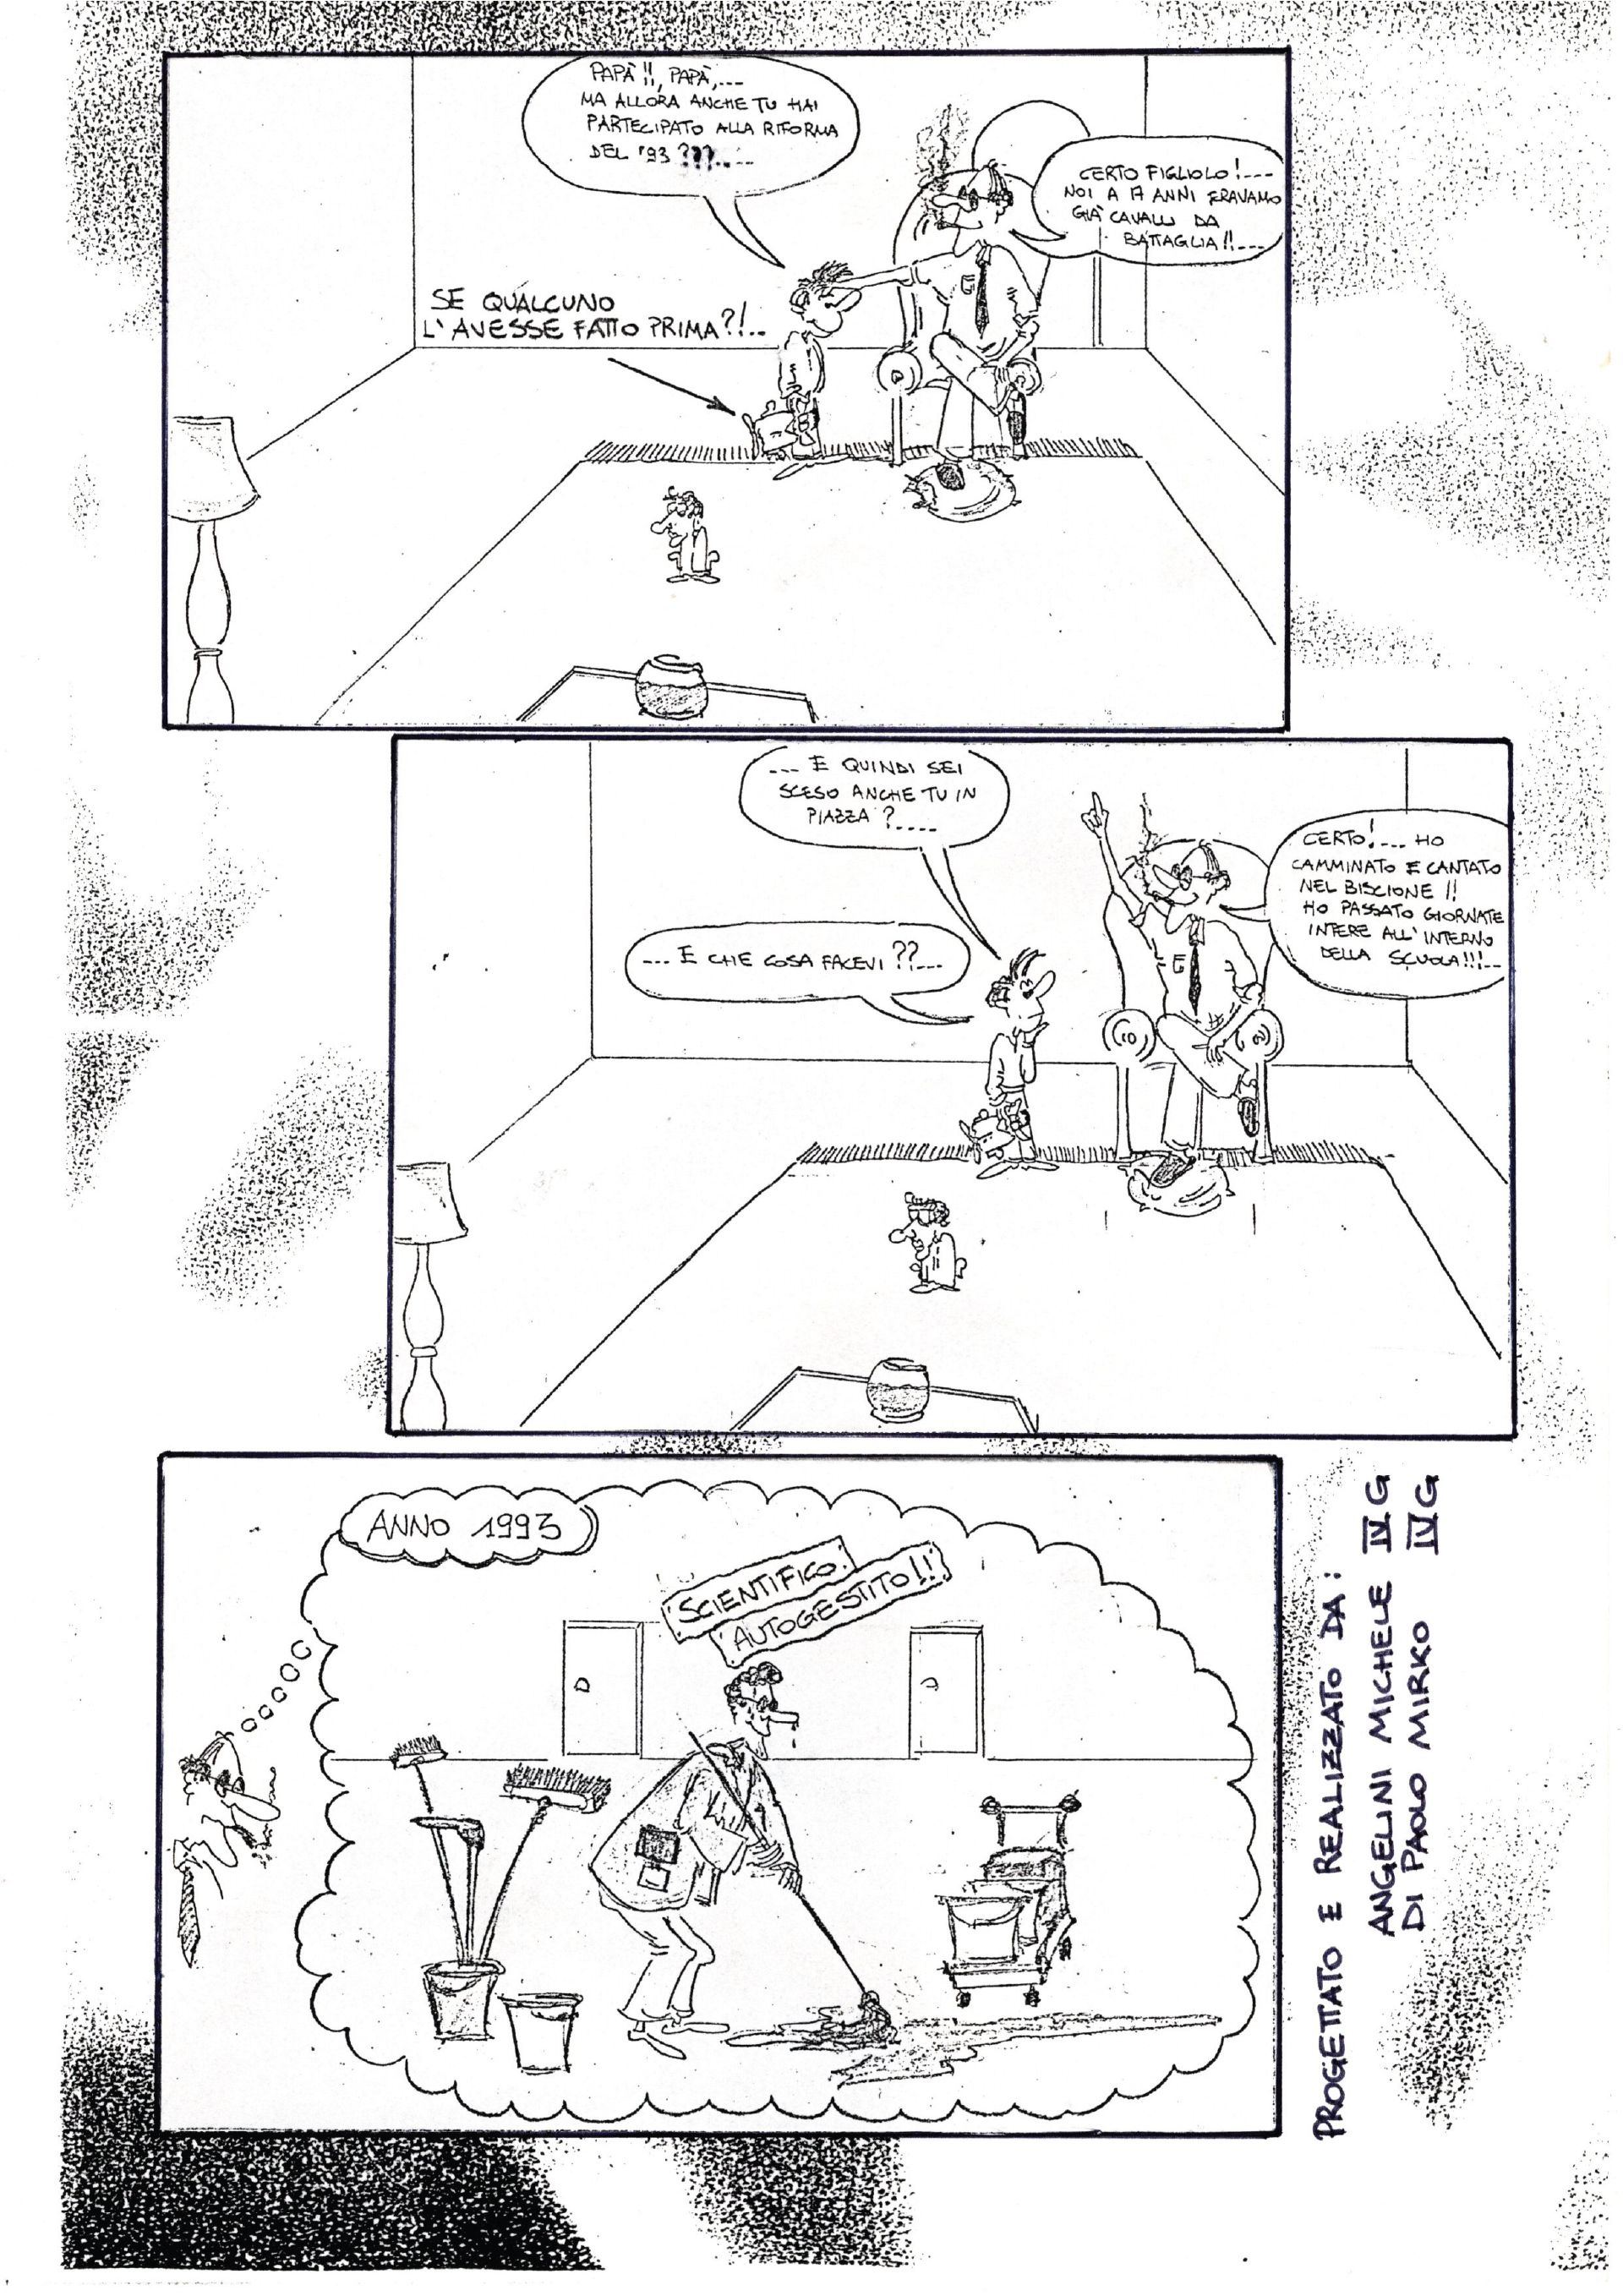 PAPÀ!!, PAPÀ,...
MA ALLORA ANCHE TU HAI
PARTECIPATO ALLA RIFORMA
DEL '93 ???.....
CERTO FIGLIOLO!....
NOI A 17 ANNI ERAVAMO
GIÀ CAVALLI DA
BATTAGLIA!!....
SE QUALCUNO
L'AVESSE FATTO PRIMA?!..
... E QUINDI SEI
SCESO ANCHE TU IN
PIAZZA ?.....
... E CHE COSA FACEVI ??....
CERTO!.... HO
CAMMINATO E CANTATO
NEL BISCIONE !!
HO PASSATO GIORNATE
INTERE ALL'INTERNO
DELLA SCUOLA!!!...
ANNO 1993
SCIENTIFICO
AUTOGESTITO!!
PROGETTATO E REALIZZATO DA:
ANGELINI MICHELE IV G
DI PAOLO MIRKO IV G